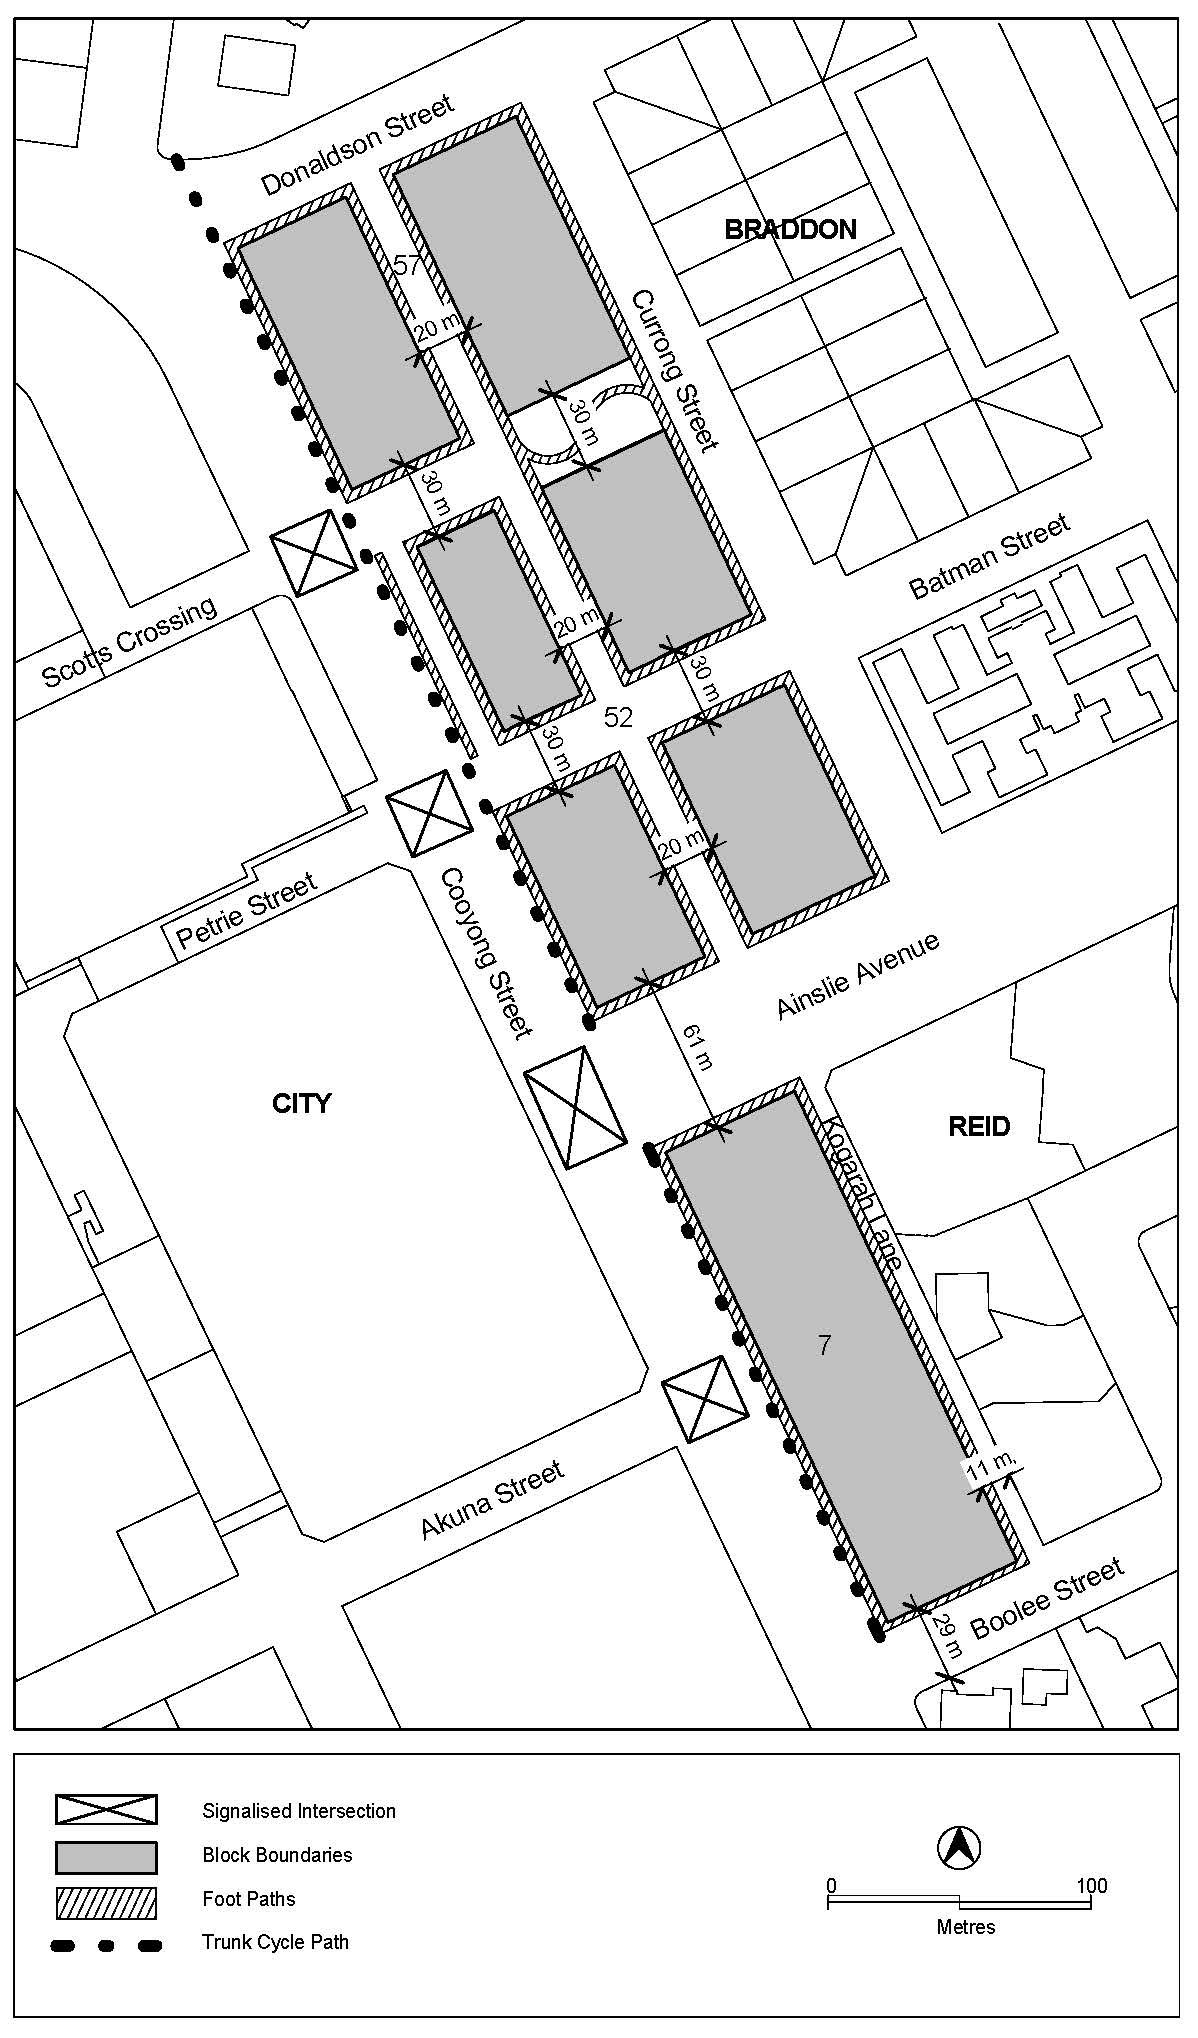 Donaldson Street
BRADDON
57
20 m
Currong Street
30 m
30 m
Batman Street
Scotts Crossing
20 m
30 m
52
30 m
20 m
Petrie Street
Cooyong Street
Ainslie Avenue
61 m
CITY
REID
Kogarah Lane
7
11 m
Akuna Street
Boolee Street
29 m
Signalised Intersection
Block Boundaries
Foot Paths
Trunk Cycle Path
0 100
Metres